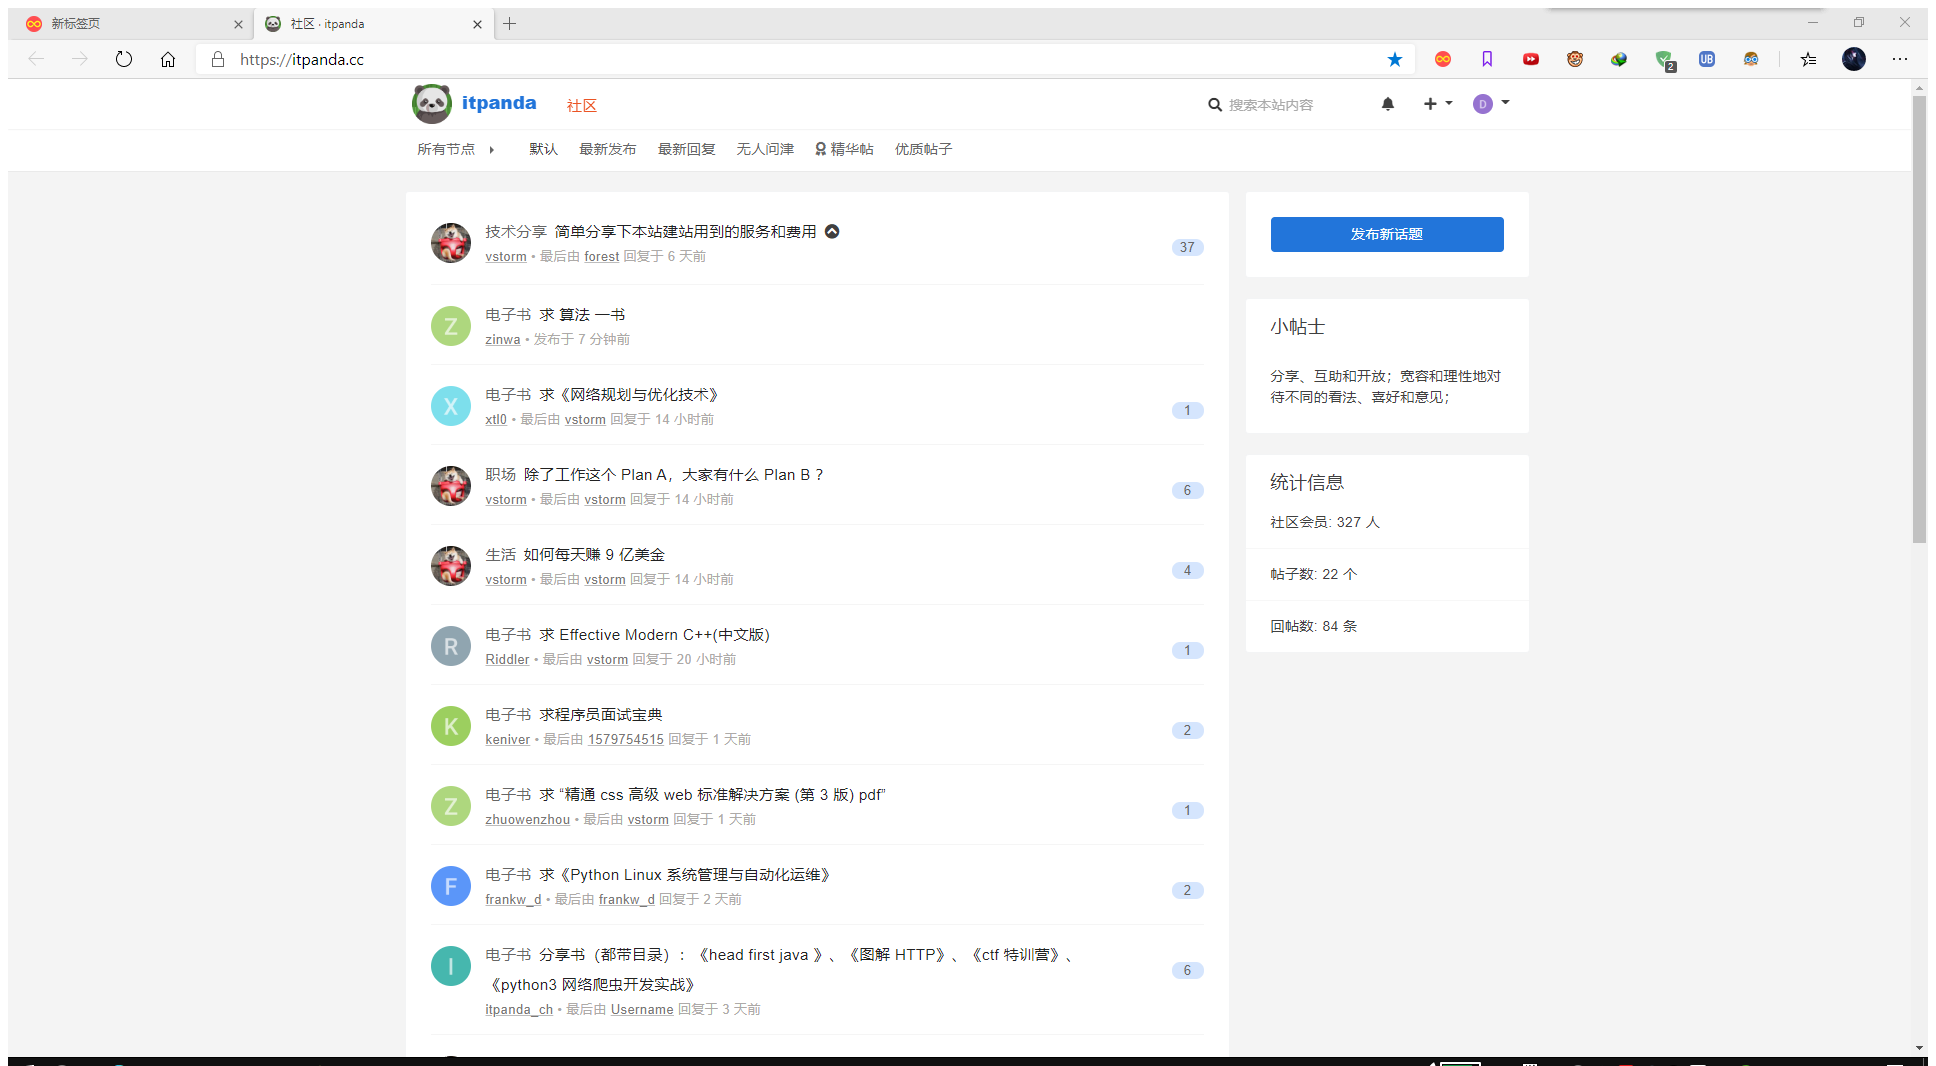 新标签页
社区 · itpanda
https://itpanda.cc
2
UB
itpanda 社区
搜索本站内容
D
所有节点 默认 最新发布 最新回复 无人问津 精华帖 优质帖子
技术分享 简单分享下本站建站用到的服务和费用
vstorm • 最后由 forest 回复于 6 天前
37
Z
电子书 求 算法 一书
zinwa • 发布于 7 分钟前
X
电子书 求《网络规划与优化技术》
xtl0 • 最后由 vstorm 回复于 14 小时前
1
职场 除了工作这个 Plan A，大家有什么 Plan B ？
vstorm • 最后由 vstorm 回复于 14 小时前
6
生活 如何每天赚 9 亿美金
vstorm • 最后由 vstorm 回复于 14 小时前
4
R
电子书 求 Effective Modern C++(中文版)
Riddler • 最后由 vstorm 回复于 20 小时前
1
K
电子书 求程序员面试宝典
keniver • 最后由 1579754515 回复于 1 天前
2
Z
电子书 求 “精通 css 高级 web 标准解决方案 (第 3 版) pdf”
zhuowenzhou • 最后由 vstorm 回复于 1 天前
1
F
电子书 求《Python Linux 系统管理与自动化运维》
frankw_d • 最后由 frankw_d 回复于 2 天前
2
I
电子书 分享书（都带目录）：《head first java 》、《图解 HTTP》、《ctf 特训营》、
《python3 网络爬虫开发实战》
itpanda_ch • 最后由 Username 回复于 3 天前
6
发布新话题
小帖士
分享、互助和开放；宽容和理性地对
待不同的看法、喜好和意见；
统计信息
社区会员: 327 人
帖子数: 22 个
回帖数: 84 条